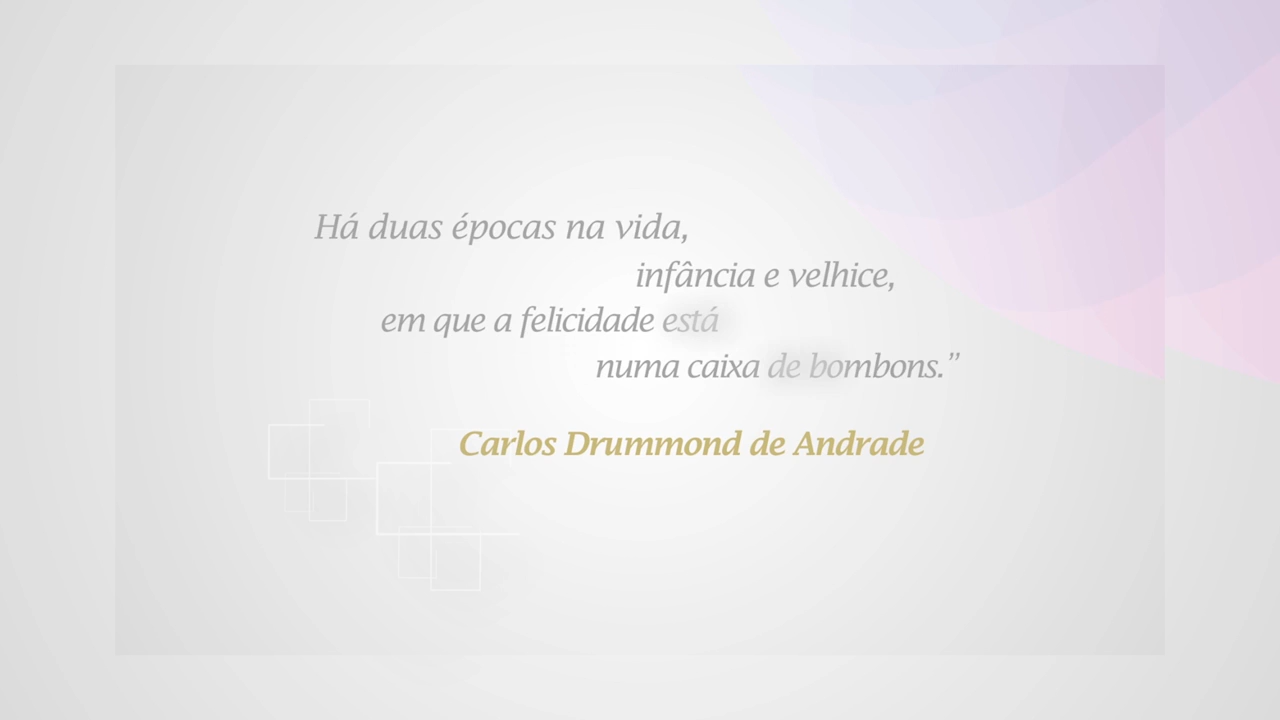 Há duas épocas na vida,
infância e velhice,
em que a felicidade está
numa caixa de bombons.”
Carlos Drummond de Andrade